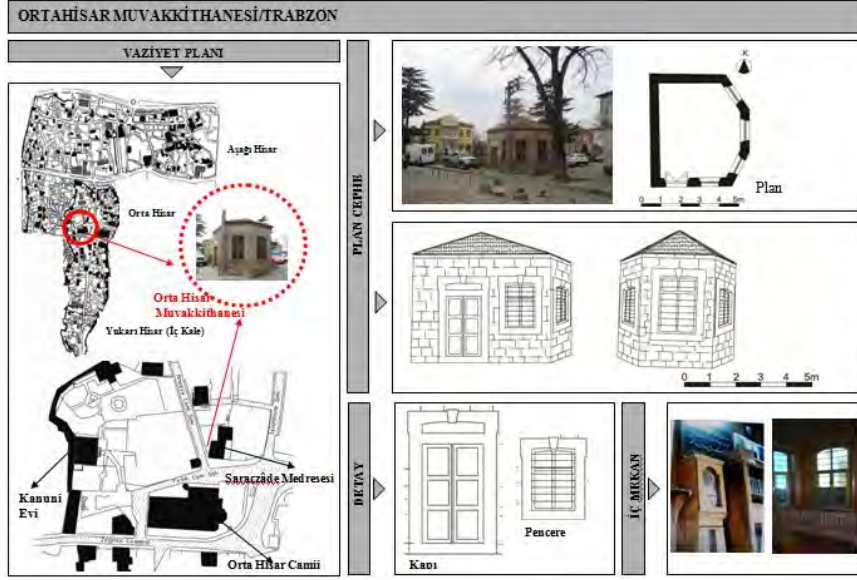 ORTAHİSAR MUVAKKİTHANESİ/TRABZON
VAZİYET PLANI
Aşağı Hisar
Orta Hisar
Orta Hisar
Muvakkithanesi
Yukarı Hisar (İç Kale)
Kanuni
Evi
Saraczâde Medresesi
Orta Hisar Camii
PLAN CEPHE
K
Plan
0 1 2 3 4 5m
0 1 2 3 4 5m
DETAY
Kapı
Pencere
İÇ MEKAN